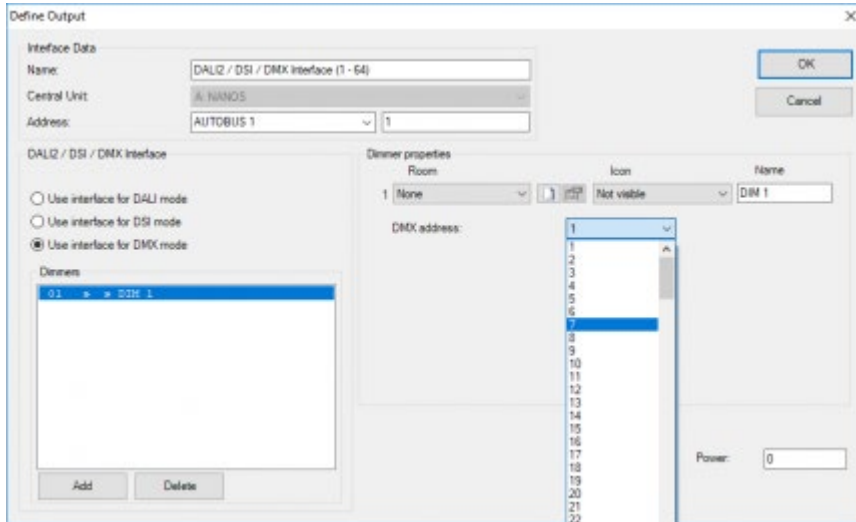 Define Output
Interface Data
Name:
DALI2 / DSI / DMX Interface (1 - 64)
OK
Central Unit:
A: NANOS
Cancel
Address:
AUTOBUS 1
1
DALI2 / DSI / DMX Interface
Use interface for DALI mode
Use interface for DSI mode
Use interface for DMX mode
Dimmers
01 » » DIM 1
Add
Delete
Dimmer properties
Room
Icon
Name
1
None
Not visible
DIM 1
DMX address:
1
1
2
3
4
5
6
7
8
9
10
11
12
13
14
15
16
17
18
19
20
21
22
Power:
0